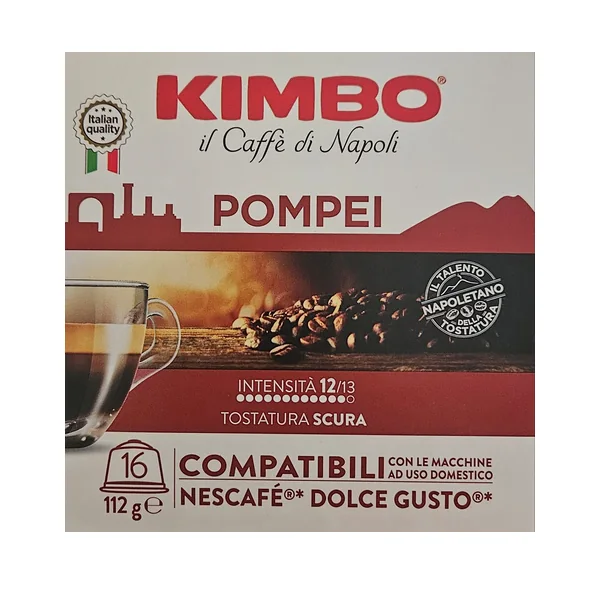 KIMBO®
il Caffè di Napoli
Italian
quality
POMPEI
IL TALENTO
NAPOLETANO
DELLA
TOSTATURA
INTENSITÀ 12/13
TOSTATURA SCURA
16
112 g ℮
COMPATIBILI CON LE MACCHINE
AD USO DOMESTICO
NESCAFÉ®* DOLCE GUSTO®*